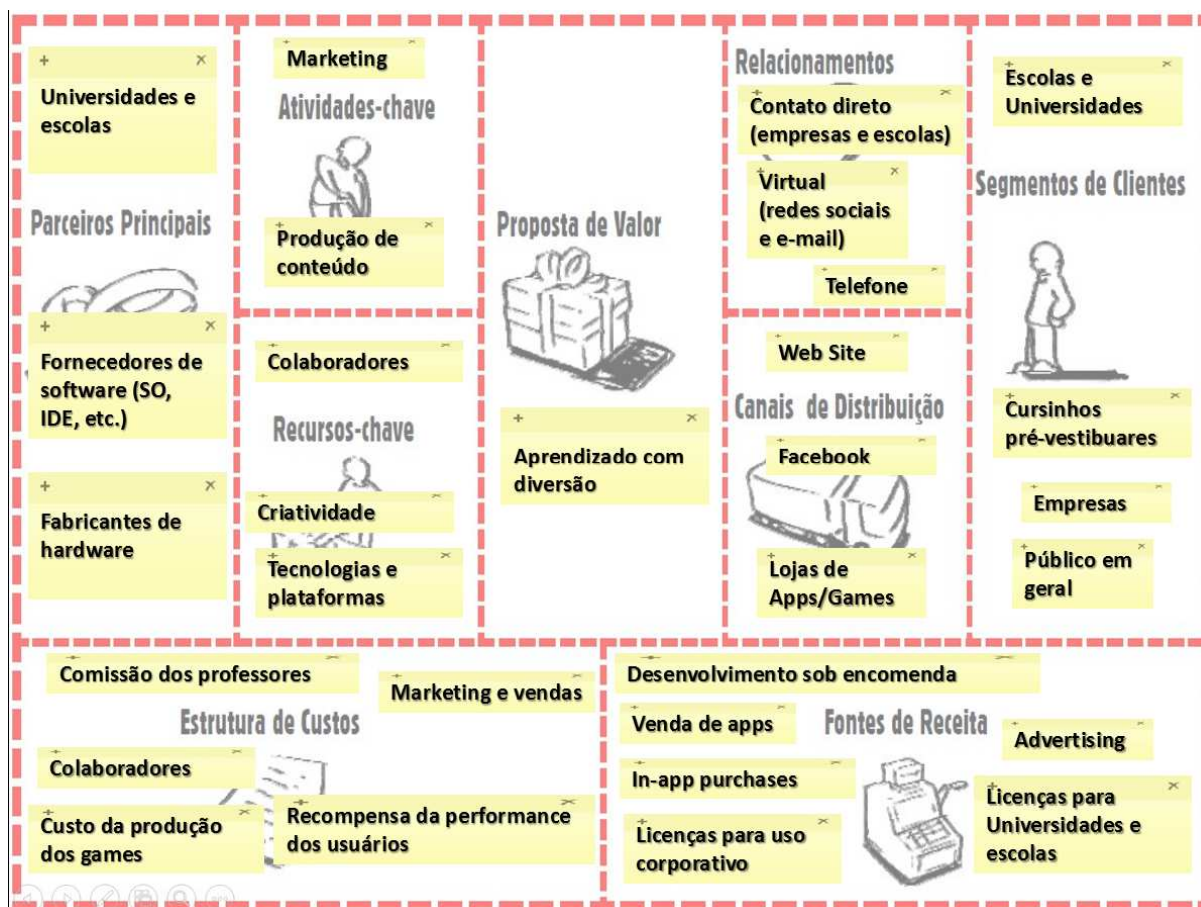 Universidades e
escolas
Parceiros Principais
Fornecedores de
software (SO,
IDE, etc.)
Fabricantes de
hardware
Marketing
Atividades-chave
Produção de
conteúdo
Colaboradores
Recursos-chave
Criatividade
Tecnologias e
plataformas
Proposta de Valor
Aprendizado com
diversão
Relacionamentos
Contato direto
(empresas e escolas)
Virtual
(redes sociais
e e-mail)
Telefone
Web Site
Canais de Distribuição
Facebook
Lojas de
Apps/Games
Escolas e
Universidades
Segmentos de Clientes
Cursinhos
pré-vestibuares
Empresas
Público em
geral
Comissão dos professores
Marketing e vendas
Estrutura de Custos
Colaboradores
Custo da produção
dos games
Recompensa da performance
dos usuários
Desenvolvimento sob encomenda
Venda de apps
Fontes de Receita
Advertising
In-app purchases
Licenças para
Universidades e
escolas
Licenças para uso
corporativo